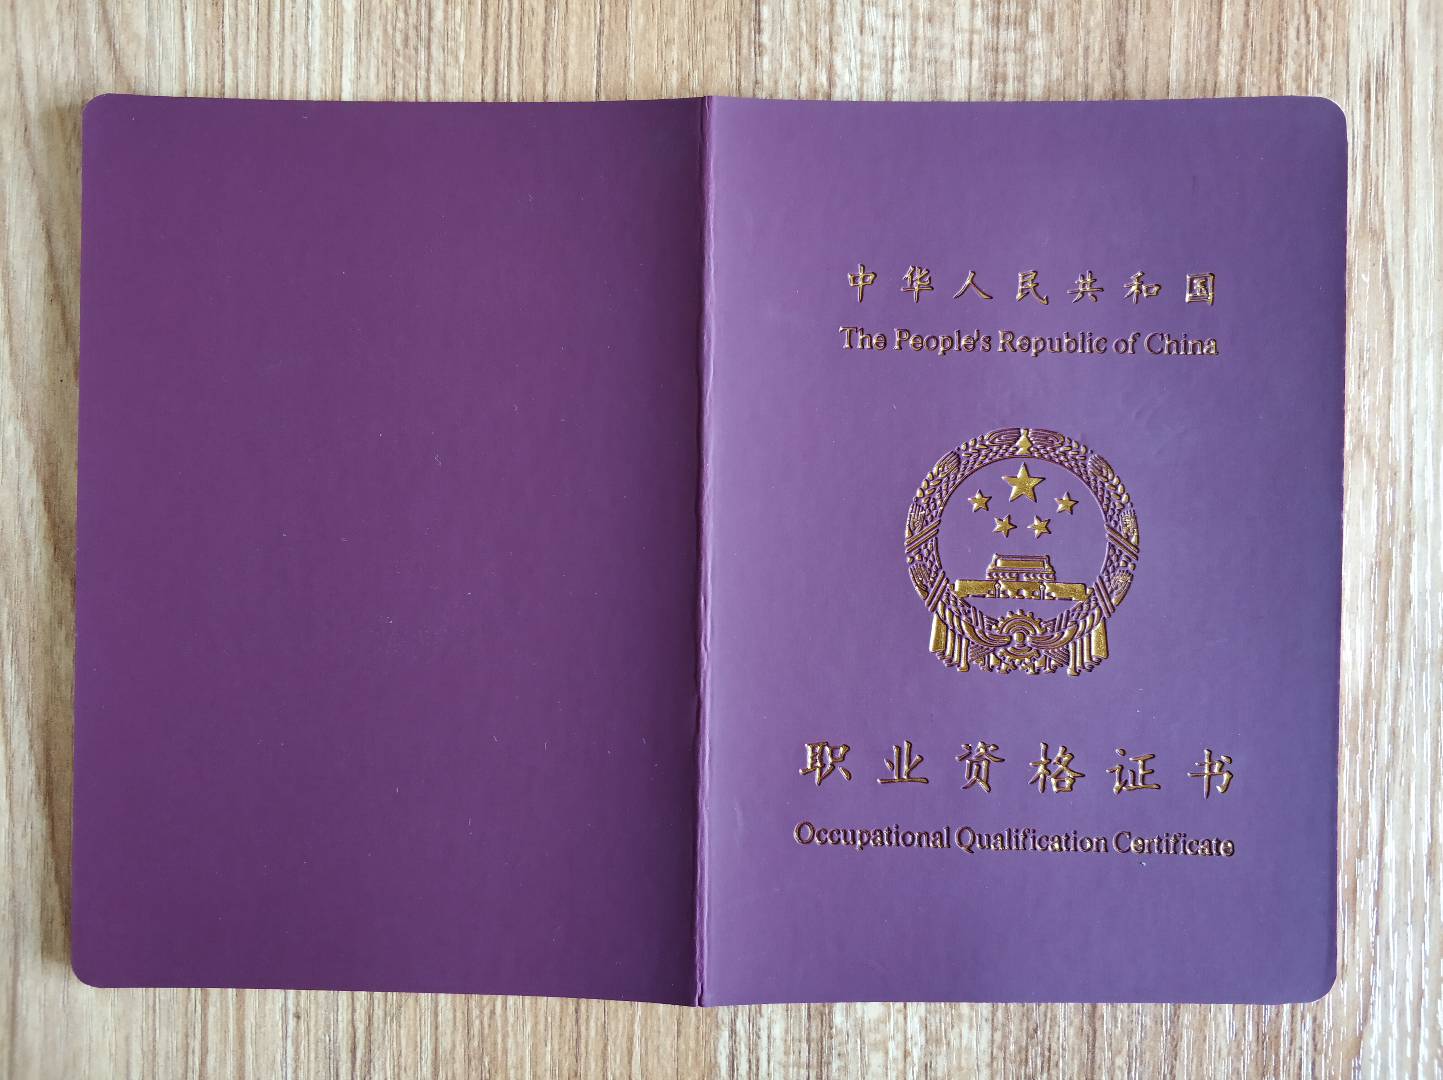 中华人民共和国
The People's Republic of China
职业资格证书
Occupational Qualification Certificate